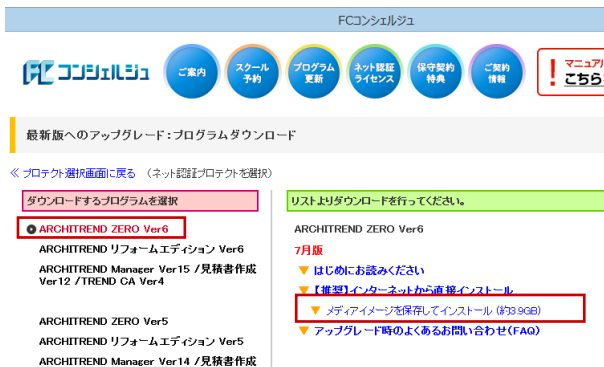 FCコンシェルジュ
FC コンシェルジュ
ご案内
スクール
予約
プログラム
更新
ネット認証
ライセンス
保守契約
特典
ご契約
情報
! マニュアル
こちら
最新版へのアップグレード:プログラムダウンロード
≪ プロテクト選択画面に戻る (ネット認証プロテクトを選択)
ダウンロードするプログラムを選択
ARCHITREND ZERO Ver6
ARCHITREND リフォームエディション Ver6
ARCHITREND Manager Ver15 /見積書作成
Ver12 /TREND CA Ver4
ARCHITREND ZERO Ver5
ARCHITREND リフォームエディション Ver5
ARCHITREND Manager Ver14 /見積書作成
リストよりダウンロードを行ってください。
ARCHITREND ZERO Ver6
7月版
▼ はじめにお読みください
▼ 【推奨】インターネットから直接インストール
▼ メディアイメージを保存してインストール (約3.9GB)
▼ アップグレード時のよくあるお問い合わせ(FAQ)